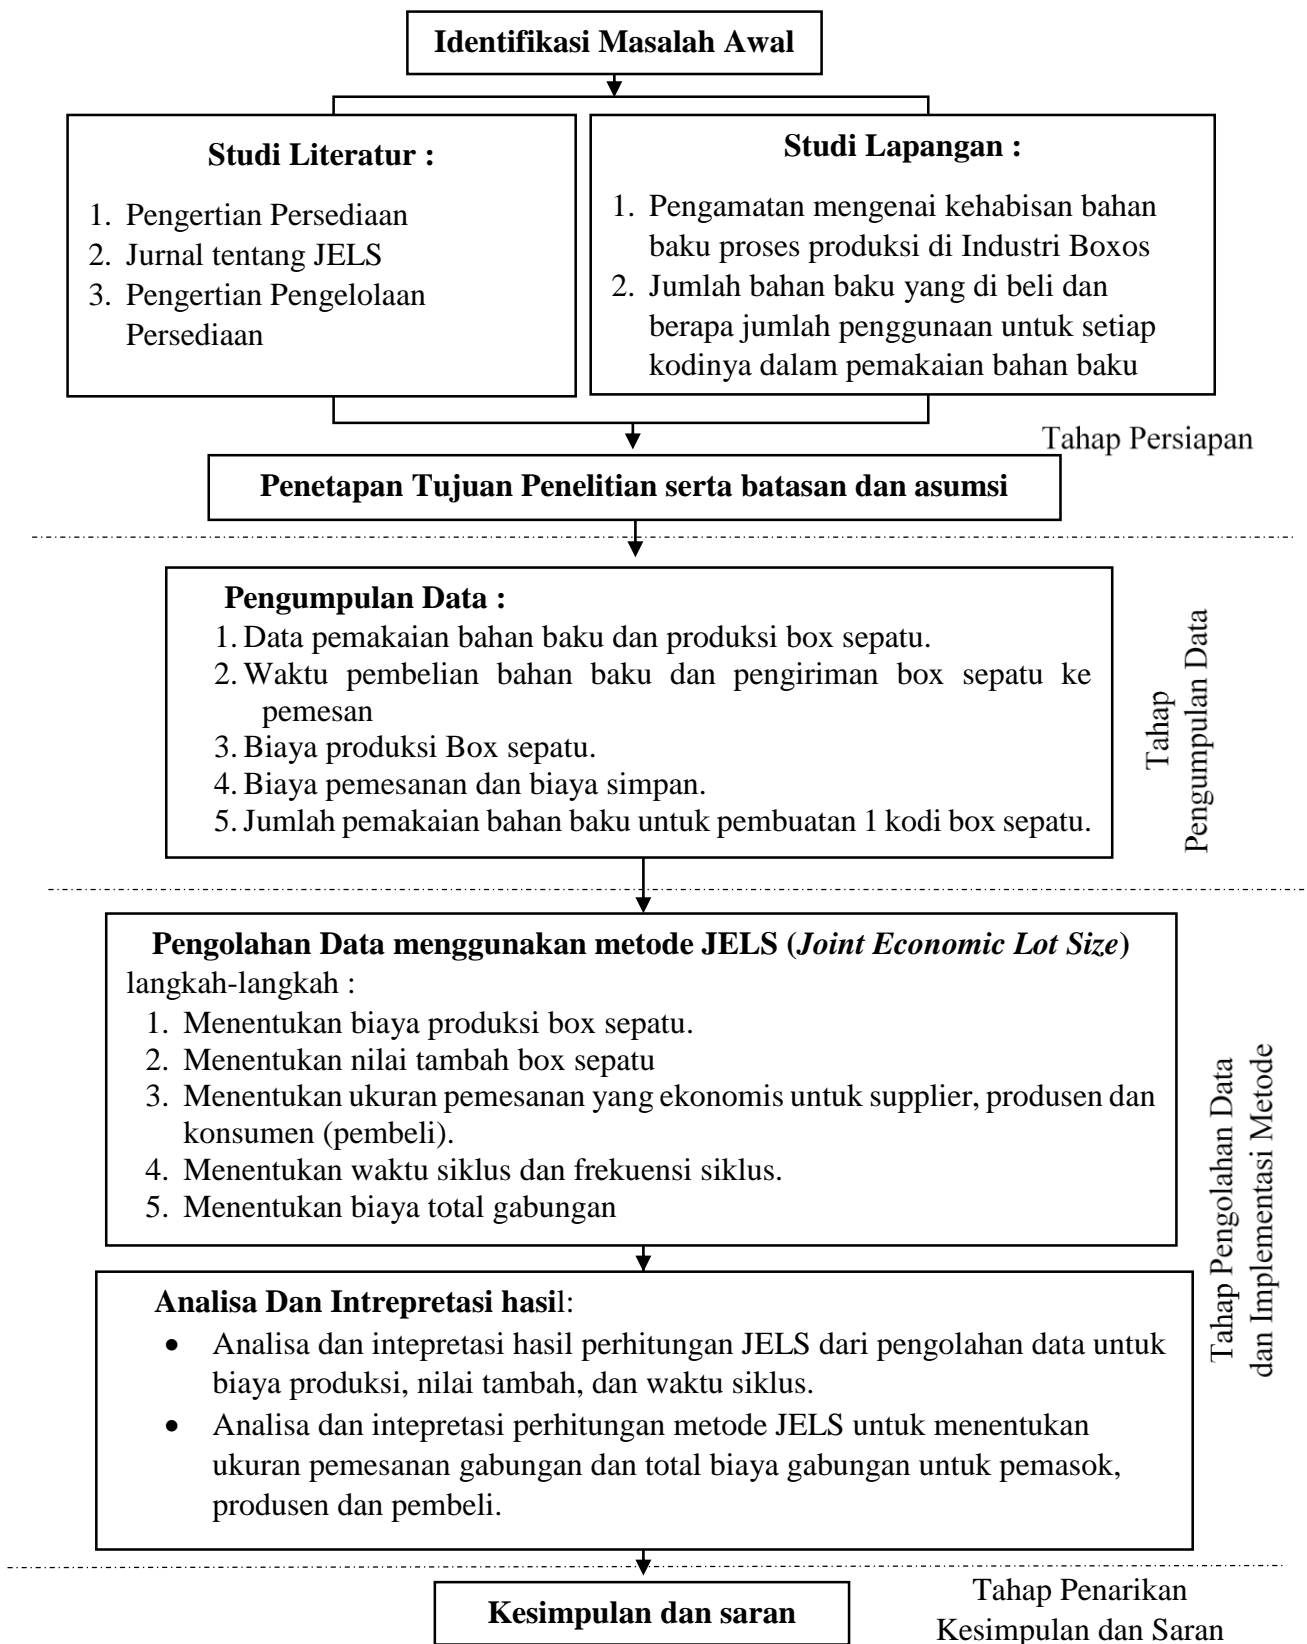 Identifikasi Masalah Awal
Studi Literatur :
1. Pengertian Persediaan
2. Jurnal tentang JELS
3. Pengertian Pengelolaan
Persediaan
Studi Lapangan :
1. Pengamatan mengenai kehabisan bahan
baku proses produksi di Industri Boxos
2. Jumlah bahan baku yang di beli dan
berapa jumlah penggunaan untuk setiap
kodinya dalam pemakaian bahan baku
Tahap Persiapan
Penetapan Tujuan Penelitian serta batasan dan asumsi
Pengumpulan Data :
1. Data pemakaian bahan baku dan produksi box sepatu.
2. Waktu pembelian bahan baku dan pengiriman box sepatu ke
pemesan
3. Biaya produksi Box sepatu.
4. Biaya pemesanan dan biaya simpan.
5. Jumlah pemakaian bahan baku untuk pembuatan 1 kodi box sepatu.
Tahap
Pengumpulan Data
Pengolahan Data menggunakan metode JELS (Joint Economic Lot Size)
langkah-langkah :
1. Menentukan biaya produksi box sepatu.
2. Menentukan nilai tambah box sepatu
3. Menentukan ukuran pemesanan yang ekonomis untuk supplier, produsen dan
konsumen (pembeli).
4. Menentukan waktu siklus dan frekuensi siklus.
5. Menentukan biaya total gabungan
Tahap Pengolahan Data
dan Implementasi Metode
Analisa Dan Intrepretasi hasil:
• Analisa dan intepretasi hasil perhitungan JELS dari pengolahan data untuk
biaya produksi, nilai tambah, dan waktu siklus.
• Analisa dan intepretasi perhitungan metode JELS untuk menentukan
ukuran pemesanan gabungan dan total biaya gabungan untuk pemasok,
produsen dan pembeli.
Kesimpulan dan saran
Tahap Penarikan
Kesimpulan dan Saran